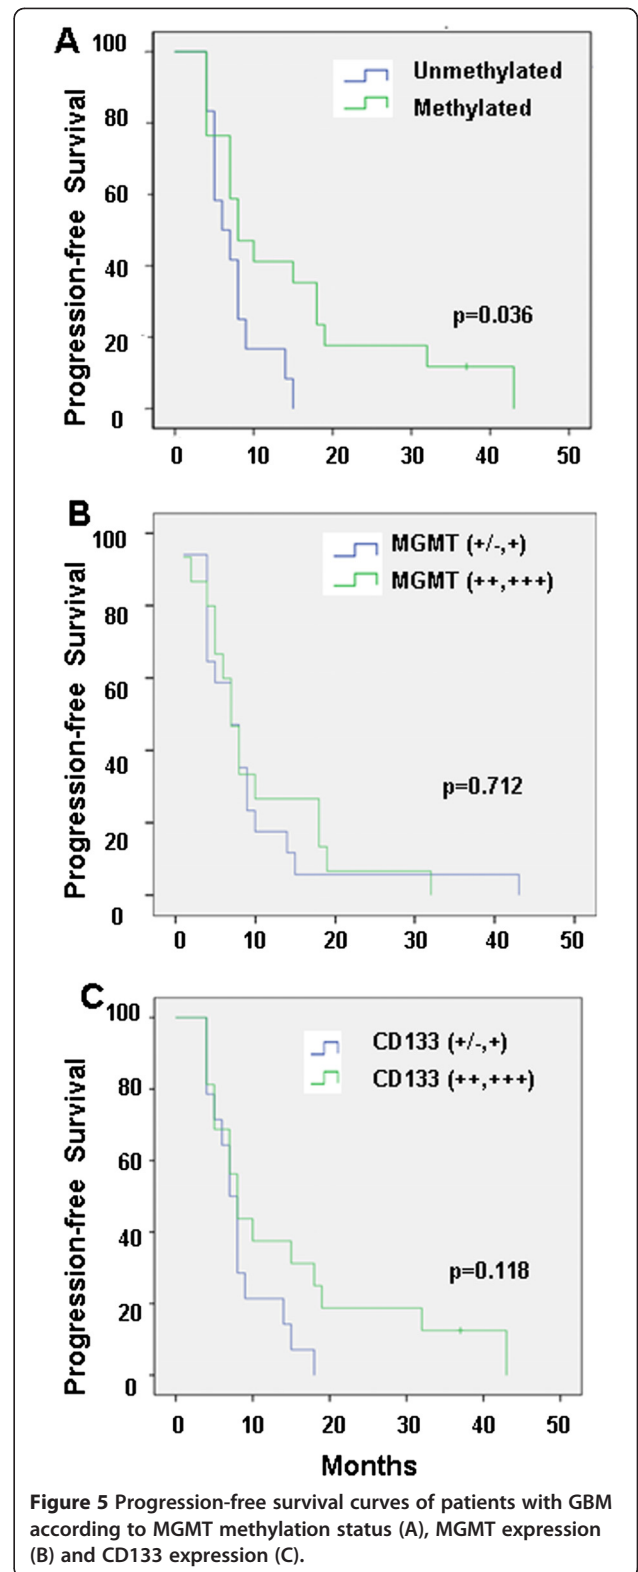 A
100
80
60
40
20
0
Progression-free Survival
Unmethylated
Methylated
p=0.036
0 10 20 30 40 50
B
100
80
60
40
20
0
Progression-free Survival
MGMT (+/-,+)
MGMT (++,+++)
p=0.712
0 10 20 30 40 50
C
100
80
60
40
20
0
Progression-free Survival
CD133 (+/-,+)
CD133 (++,+++)
p=0.118
0 10 20 30 40 50
Months
Figure 5 Progression-free survival curves of patients with GBM
according to MGMT methylation status (A), MGMT expression
(B) and CD133 expression (C).